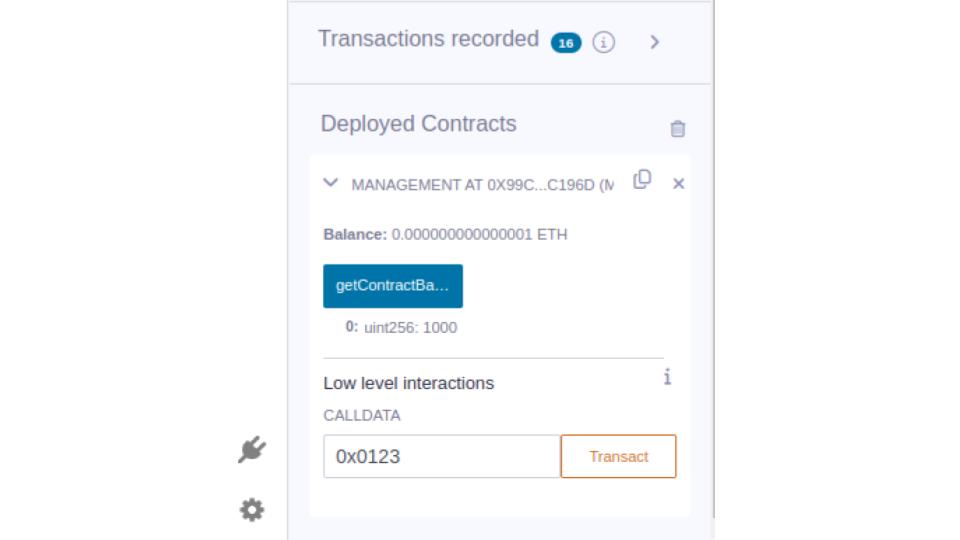 Transactions recorded 16 i
Deployed Contracts
MANAGEMENT AT 0X99C...C196D (M
Balance: 0.000000000000001 ETH
getContractBa...
0: uint256: 1000
Low level interactions i
CALLDATA
0x0123 Transact